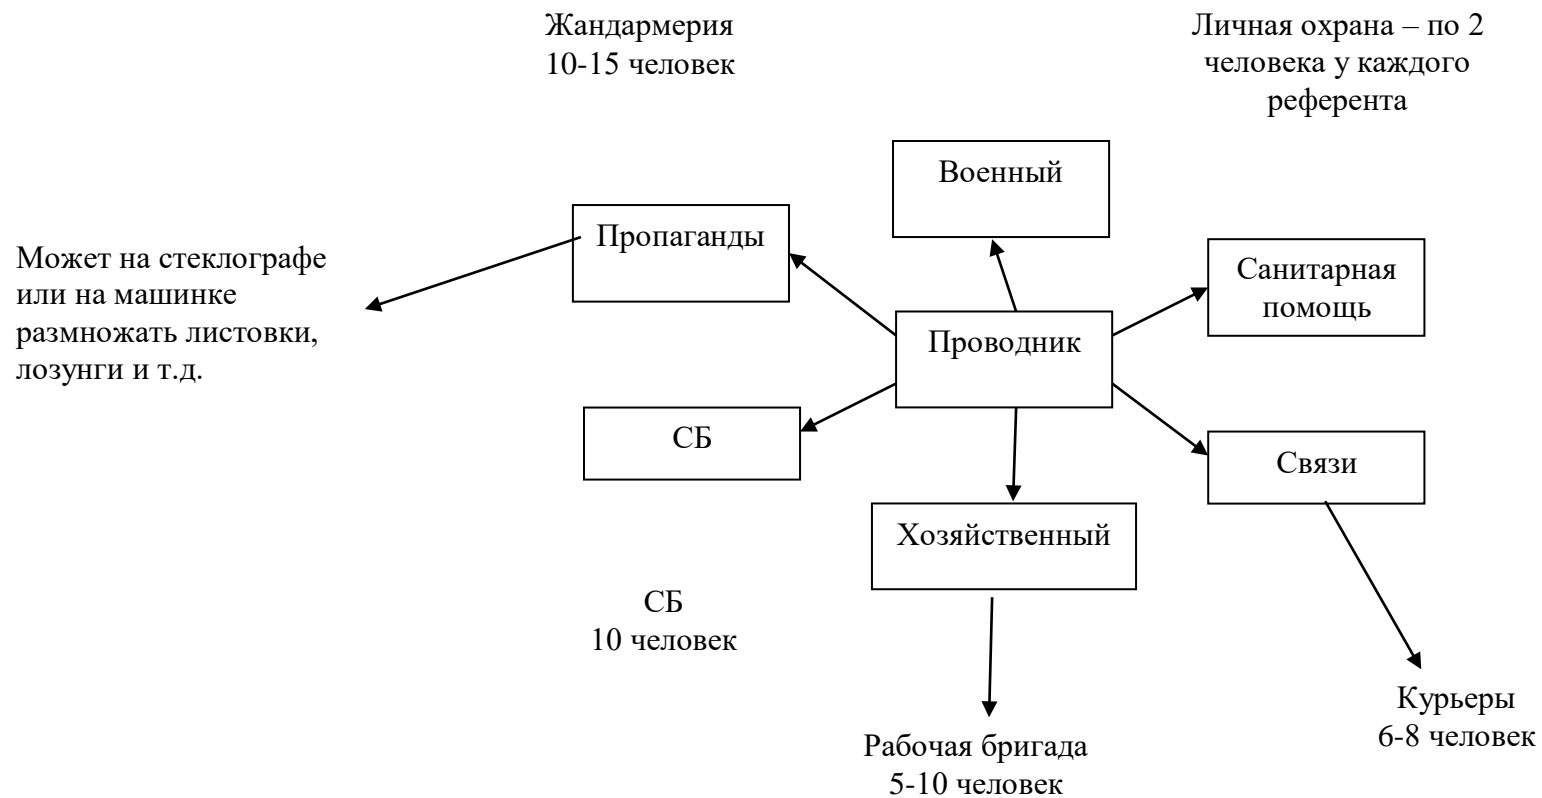 Жандармерия
10-15 человек
Личная охрана – по 2
человека у каждого
референта
Военный
Пропаганды
Может на стеклографе
или на машинке
размножать листовки,
лозунги и т.д.
Санитарная
помощь
Проводник
СБ
Связи
Хозяйственный
СБ
10 человек
Курьеры
6-8 человек
Рабочая бригада
5-10 человек